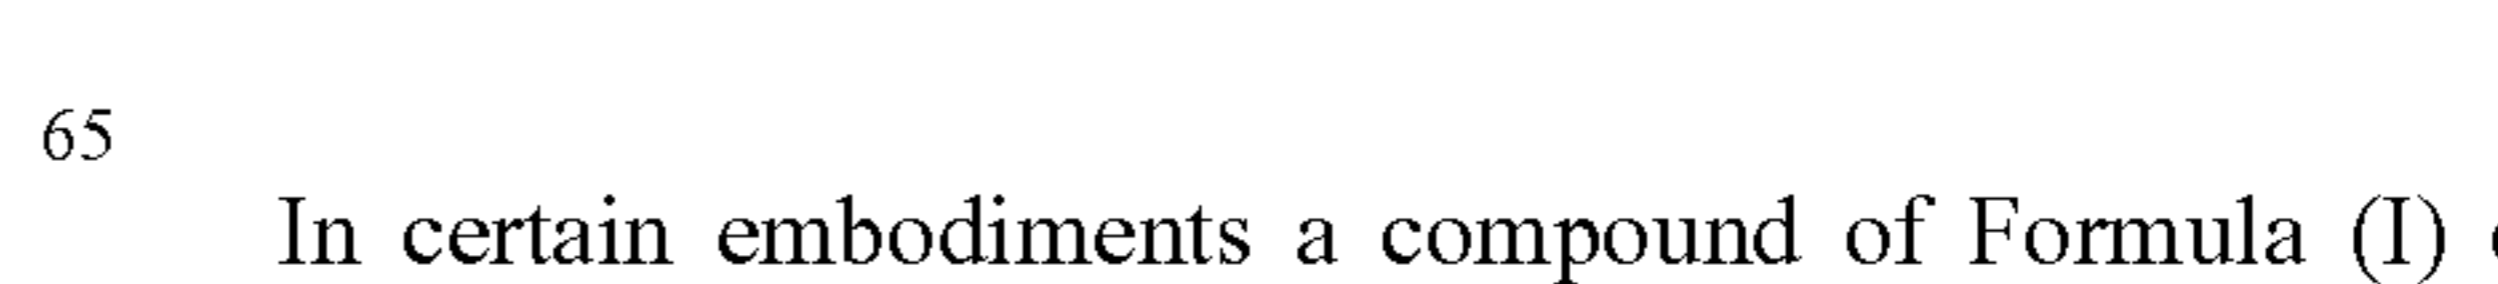 65
In certain embodiments a compound of Formula (I)